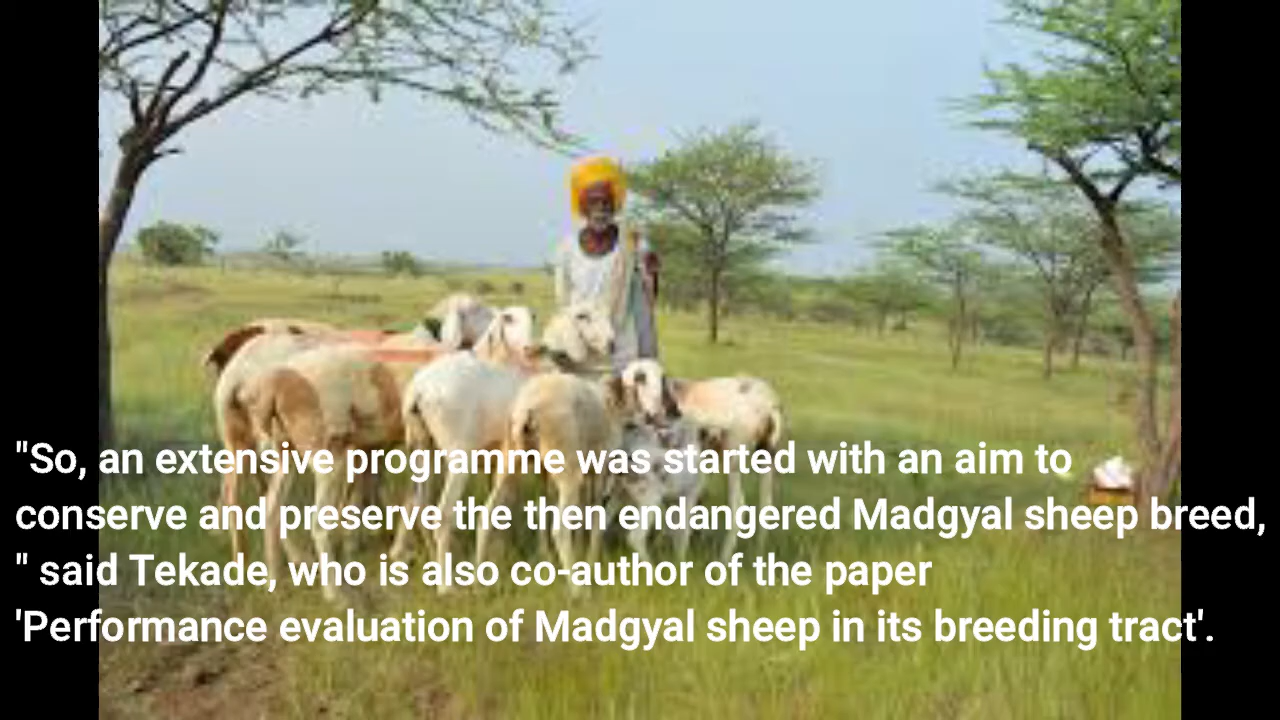 "So, an extensive programme was started with an aim to
conserve and preserve the then endangered Madgyal sheep breed,
" said Tekade, who is also co-author of the paper
'Performance evaluation of Madgyal sheep in its breeding tract'.